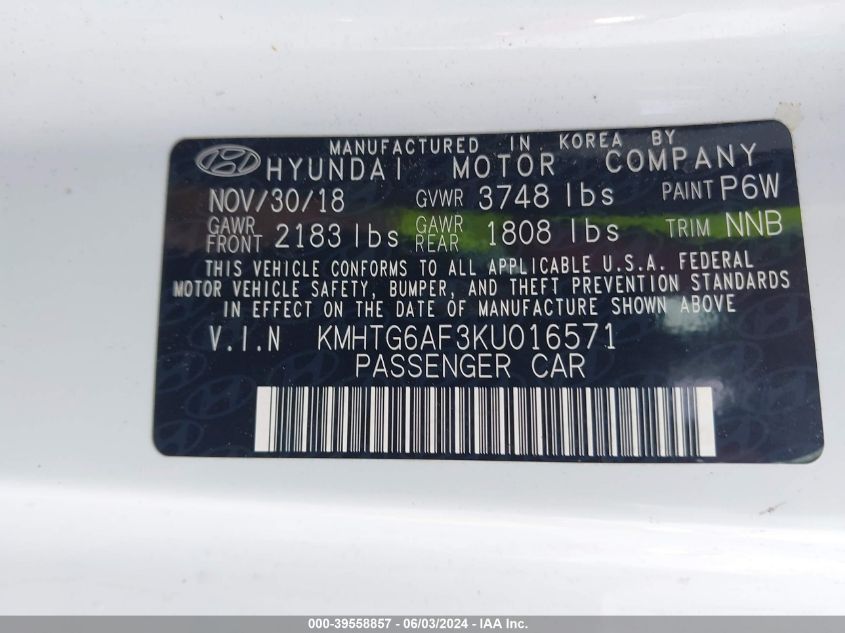 MANUFACTURED IN KOREA BY
HYUNDAI MOTOR COMPANY
NOV/30/18 GVWR 3748 lbs PAINT P6W
GAWR FRONT 2183 lbs GAWR REAR 1808 lbs TRIM NNB
THIS VEHICLE CONFORMS TO ALL APPLICABLE U.S.A. FEDERAL
MOTOR VEHICLE SAFETY, BUMPER, AND THEFT PREVENTION STANDARDS
IN EFFECT ON THE DATE OF MANUFACTURE SHOWN ABOVE
V.I.N KMHTG6AF3KU016571
PASSENGER CAR
000-39558857 - 06/03/2024 - IAA Inc.